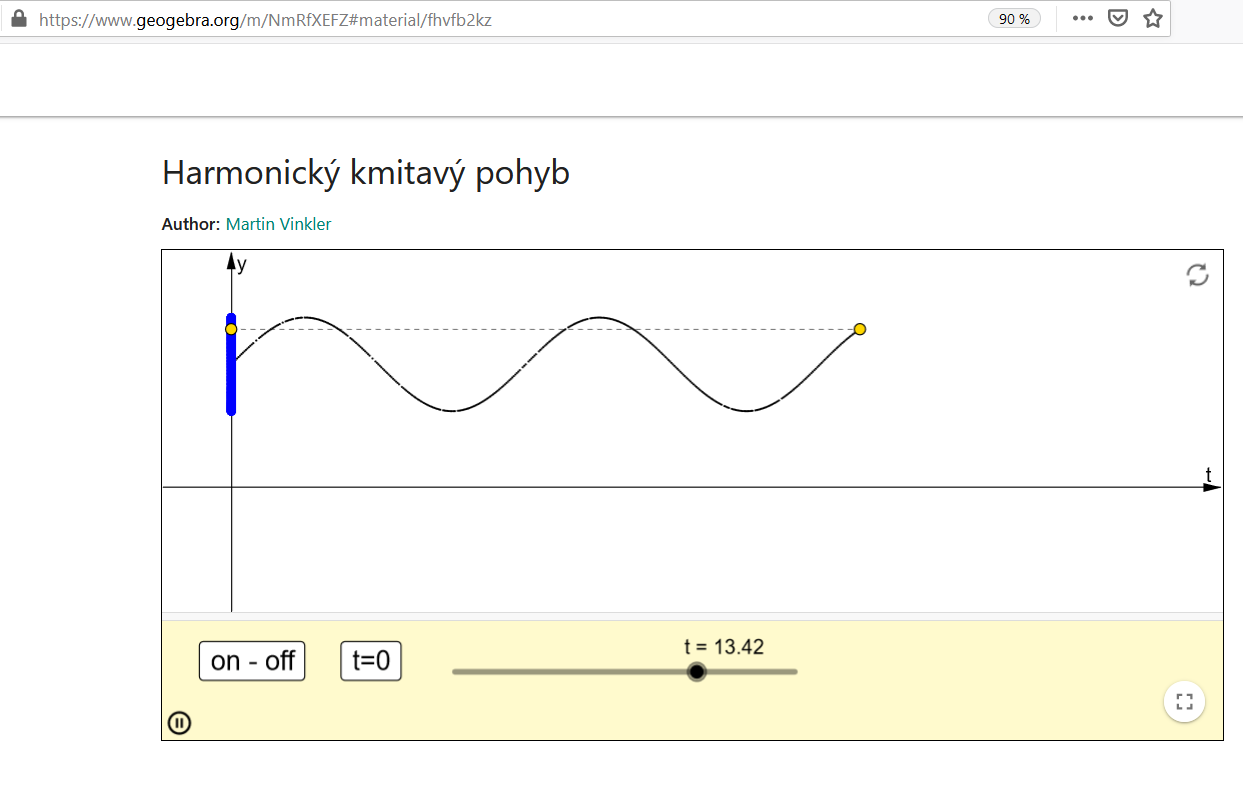 https://www.geogebra.org/m/NmRfXEFZ#material/fhvfb2kz
90 %
Harmonický kmitavý pohyb
Author: Martin Vinkler
y
t
t = 13.42
on - off
t=0